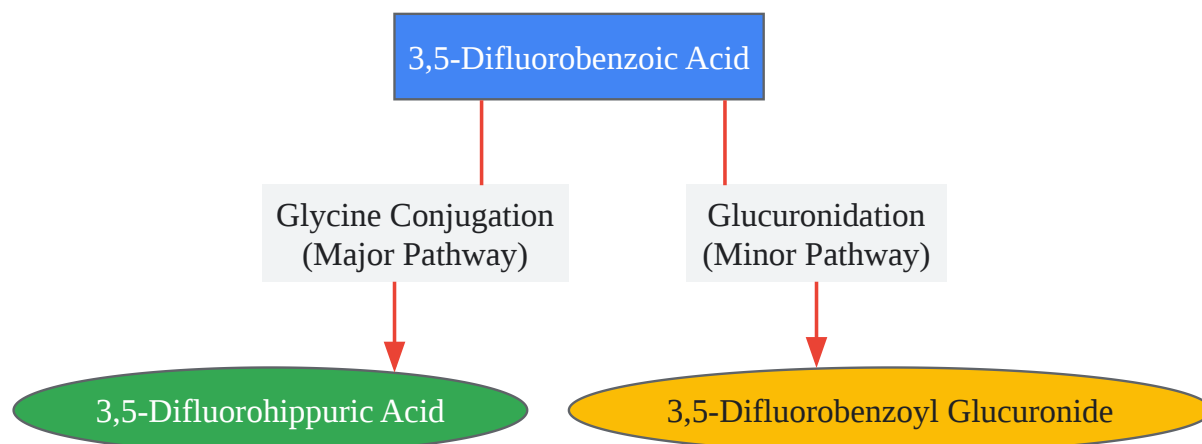 3,5-Difluorobenzoic Acid
Glycine Conjugation
(Major Pathway)
Glucuronidation
(Minor Pathway)
3,5-Difluorohippuric Acid
3,5-Difluorobenzoyl Glucuronide